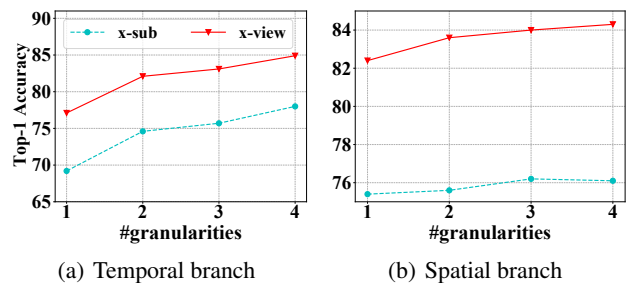 90
85
80
75
70
65
Top-1 Accuracy
x-sub
x-view
1 2 3 4
#granularities
(a) Temporal branch
84
82
80
78
76
1 2 3 4
#granularities
(b) Spatial branch